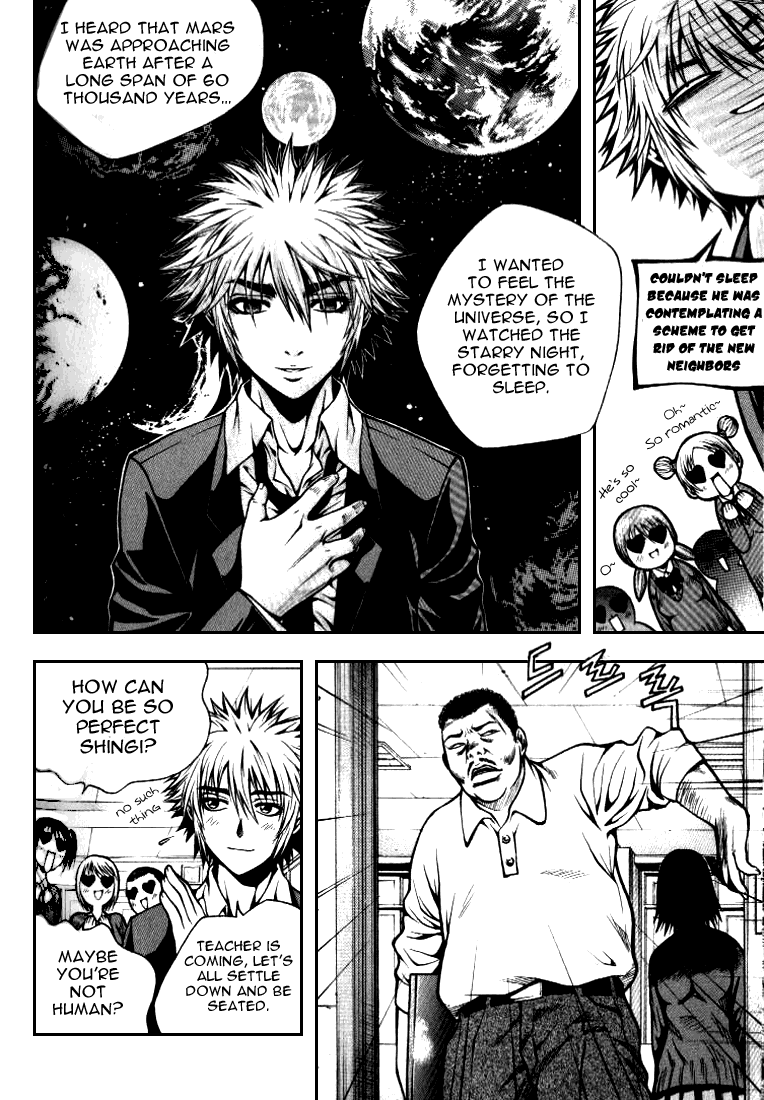 I HEARD THAT MARS
WAS APPROACHING
EARTH AFTER A
LONG SPAN OF 60
THOUSAND YEARS...
I WANTED
TO FEEL THE
MYSTERY OF THE
UNIVERSE, SO I
WATCHED THE
STARRY NIGHT,
FORGETTING TO
SLEEP.
COULDN'T SLEEP
BECAUSE HE WAS
CONTEMPLATING A
SCHEME TO GET
RID OF THE NEW
NEIGHBORS
Oh~
So romantic~
He's so
cool~
O~
HOW CAN
YOU BE SO
PERFECT
SHINGI?
no such
thing
MAYBE
YOU'RE
NOT
HUMAN?
TEACHER IS
COMING, LET'S
ALL SETTLE
DOWN AND BE
SEATED.